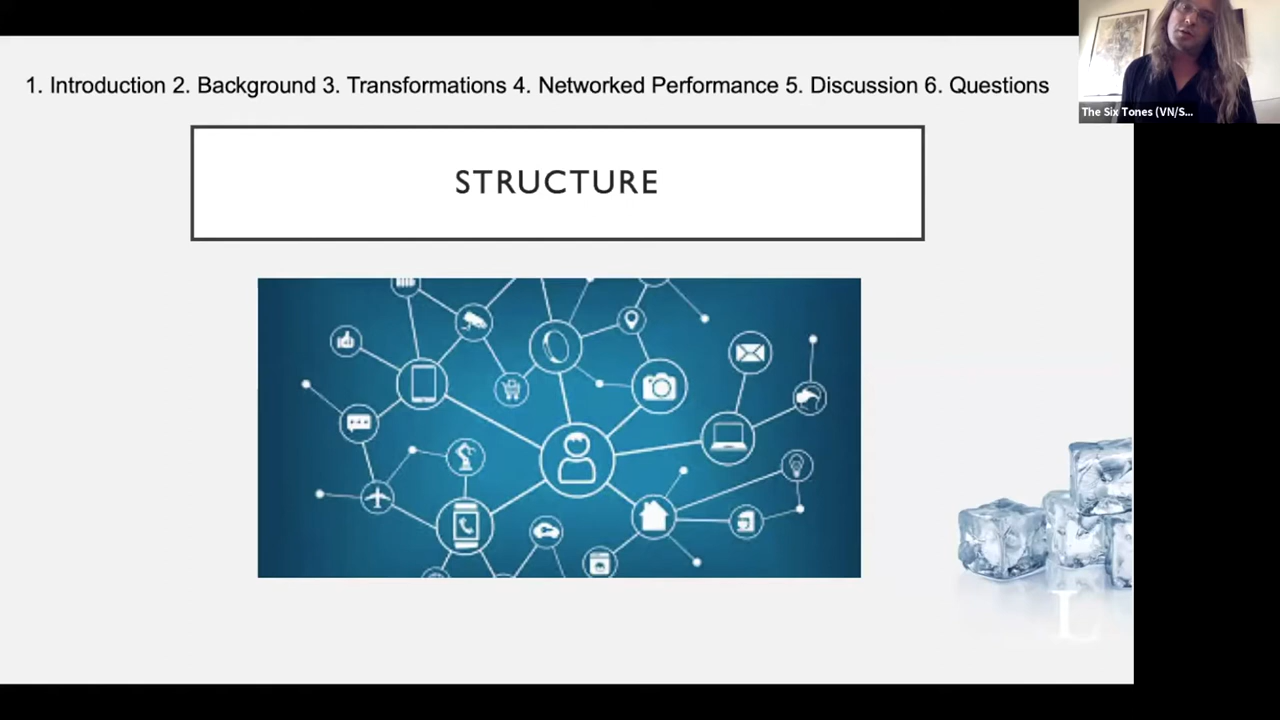 1. Introduction 2. Background 3. Transformations 4. Networked Performance 5. Discussion 6. Questions
The Six Tones (VN/S...
STRUCTURE
L